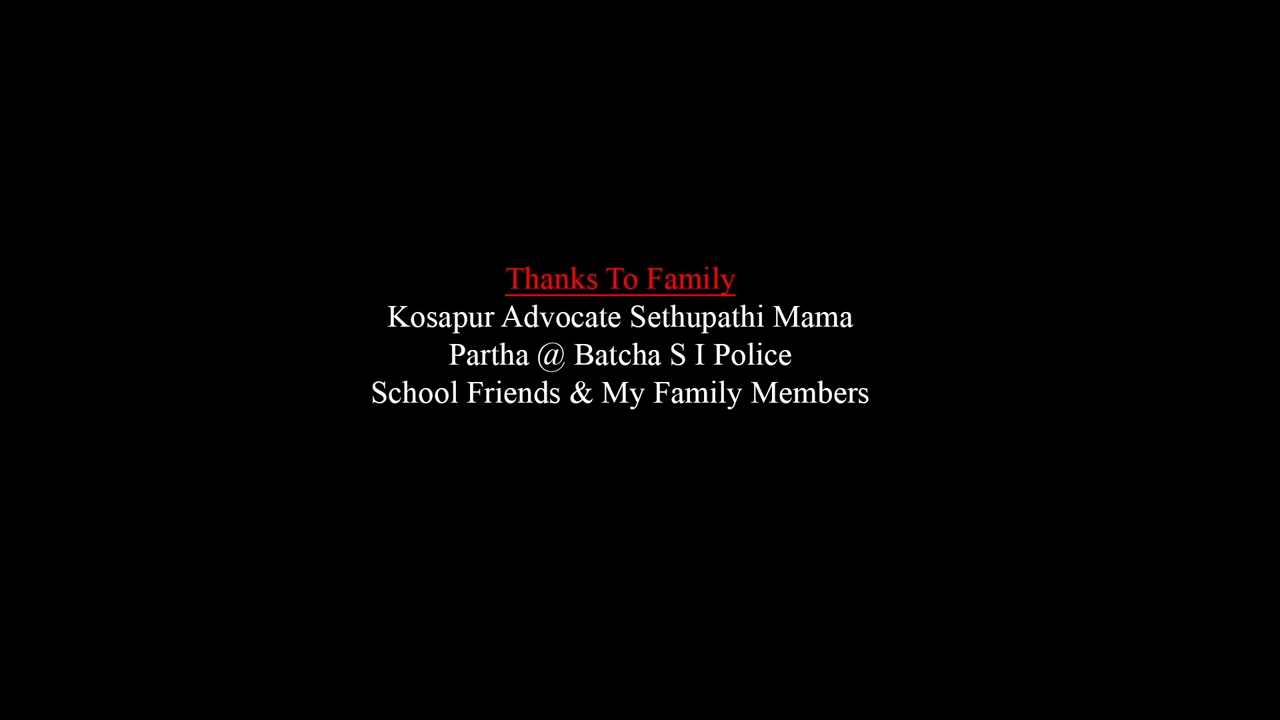 Thanks To Family
Kosapur Advocate Sethupathi Mama
Partha @ Batcha S I Police
School Friends & My Family Members